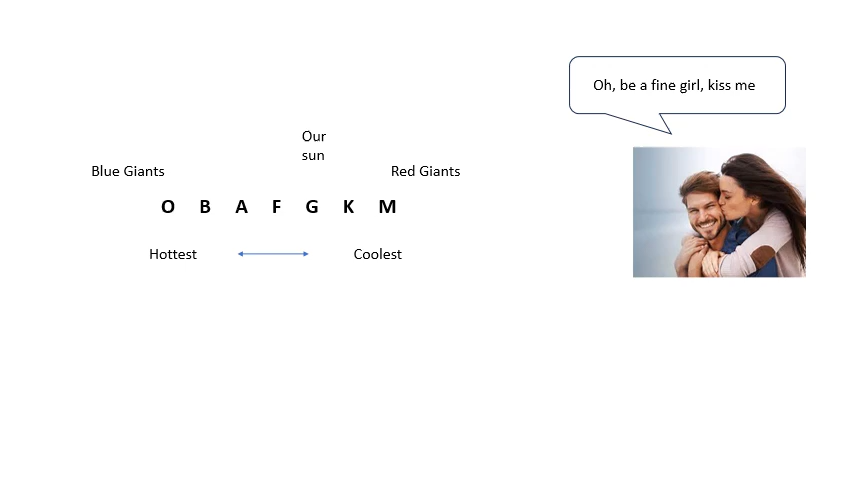 Oh, be a fine girl, kiss me
Our
sun
Blue Giants
Red Giants
O B A F G K M
Hottest
Coolest